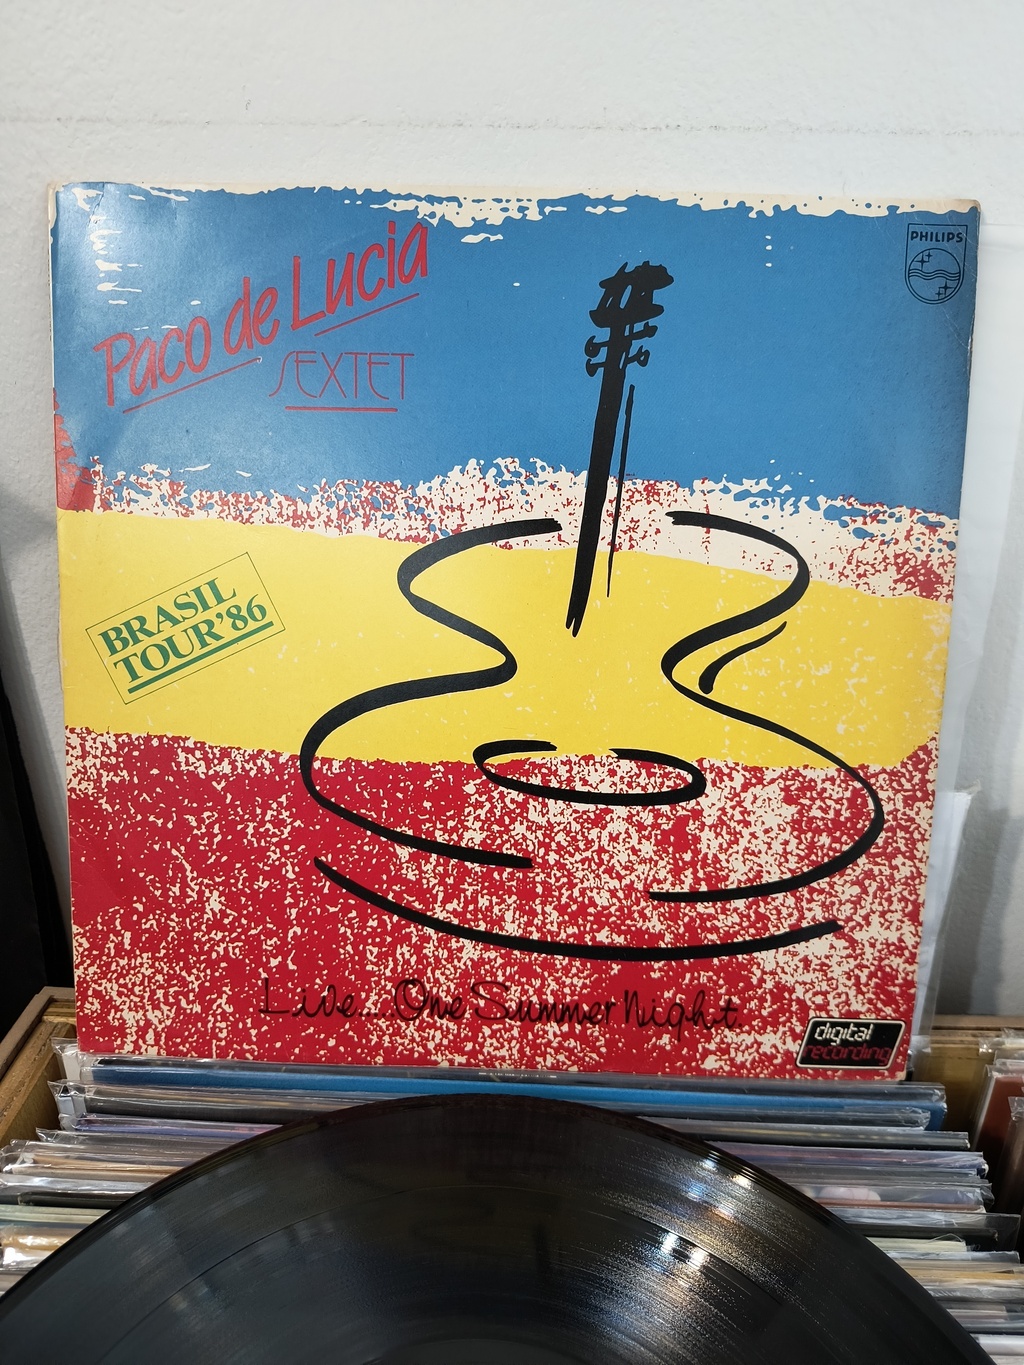 PHILIPS
Paco de Lucia
SEXTET
BRASIL
TOUR'86
Live....One Summer Night
digital
recording